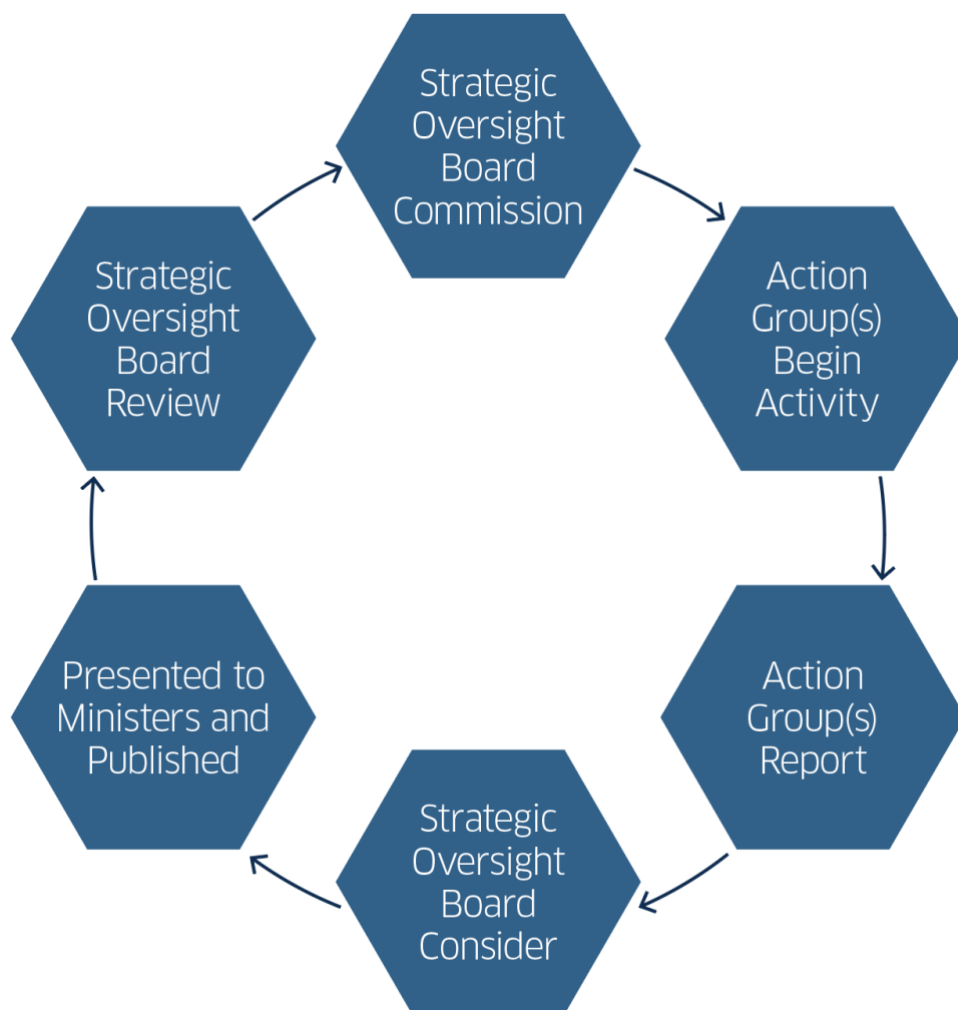 Strategic
Oversight
Board
Commission
Action
Group(s)
Begin
Activity
Action
Group(s)
Report
Strategic
Oversight
Board
Consider
Presented to
Ministers and
Published
Strategic
Oversight
Board
Review